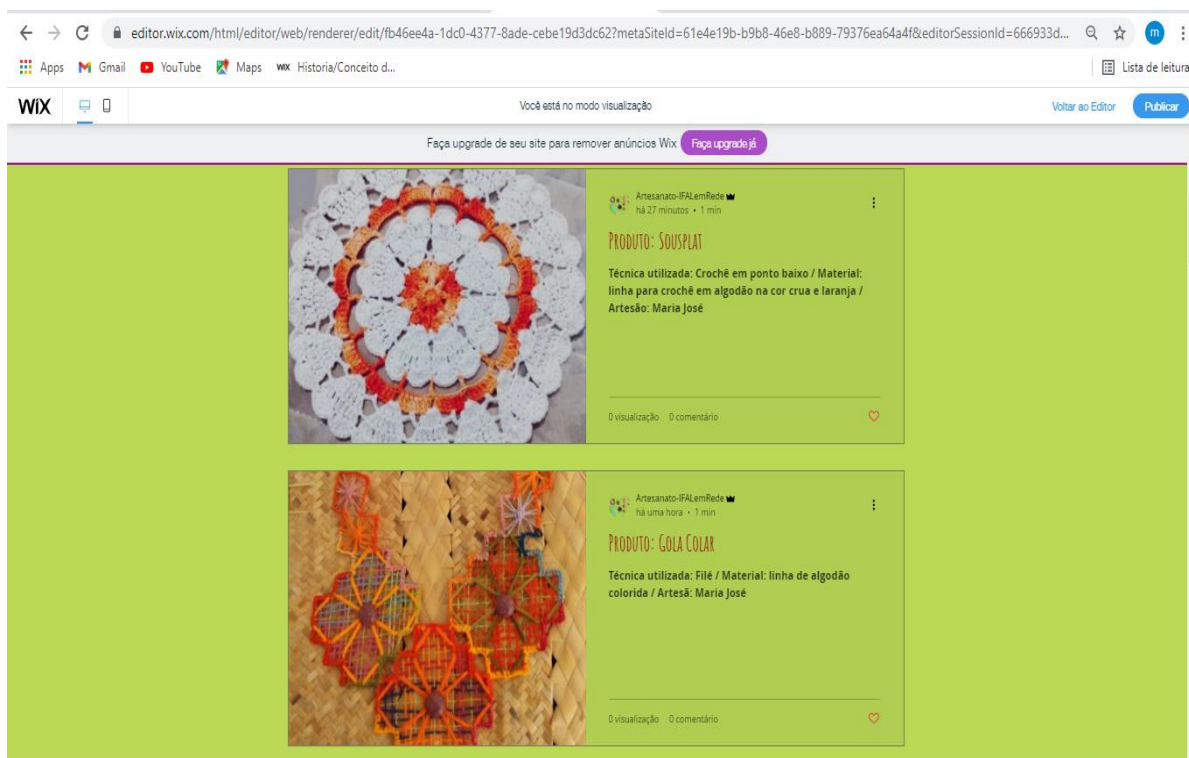 editor.wix.com/html/editor/web/renderer/edit/fb46ee4a-1dc0-4377-8ade-cebe19d3dc62?metaSiteId=61e4e19b-b9b8-46e8-b889-79376ea64a4f&editorSessionId=666933d...
m
Apps Gmail YouTube Maps WIX Historia/Conceito d... Lista de leitura
WiX Você está no modo visualização Voltar ao Editor Publicar
Faça upgrade de seu site para remover anúncios Wix Faça upgrade já
Artesanato-IFALemRede
há 27 minutos • 1 min
Produto: Sousplat
Técnica utilizada: Crochê em ponto baixo / Material:
linha para crochê em algodão na cor crua e laranja /
Artesão: Maria José
0 visualização 0 comentário
Artesanato-IFALemRede
há uma hora • 1 min
Produto: Gola Colar
Técnica utilizada: Filé / Material: linha de algodão
colorida / Artesã: Maria José
0 visualização 0 comentário